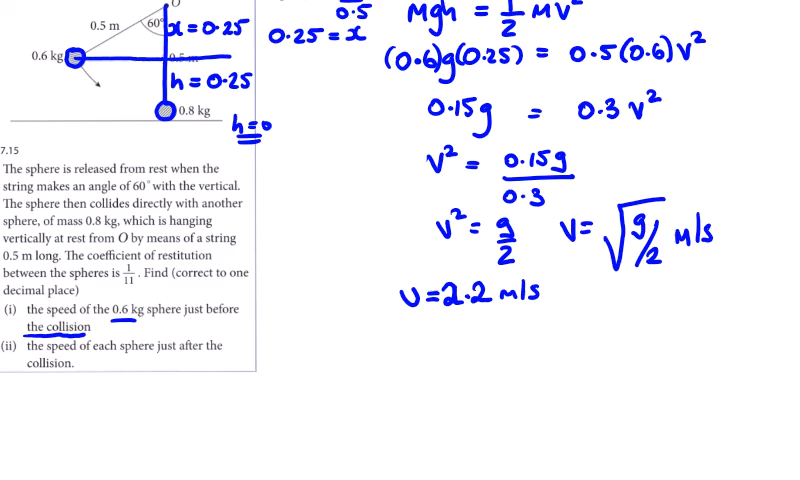 O
0.5 m
60°
x = 0.25
0.6 kg
0.5 m
h = 0.25
0.8 kg
h = 0
0.5
0.25 = x
Mgh = 1/2 MV²
(0.6)g(0.25) = 0.5(0.6)V²
0.15g = 0.3V²
V² = 0.15g/0.3
V² = g/2 V = √g/2 m/s
V = 2.2 m/s
7.15
The sphere is released from rest when the
string makes an angle of 60° with the vertical.
The sphere then collides directly with another
sphere, of mass 0.8 kg, which is hanging
vertically at rest from O by means of a string
0.5 m long. The coefficient of restitution
between the spheres is 1/11. Find (correct to one
decimal place)
(i) the speed of the 0.6 kg sphere just before
the collision
(ii) the speed of each sphere just after the
collision.